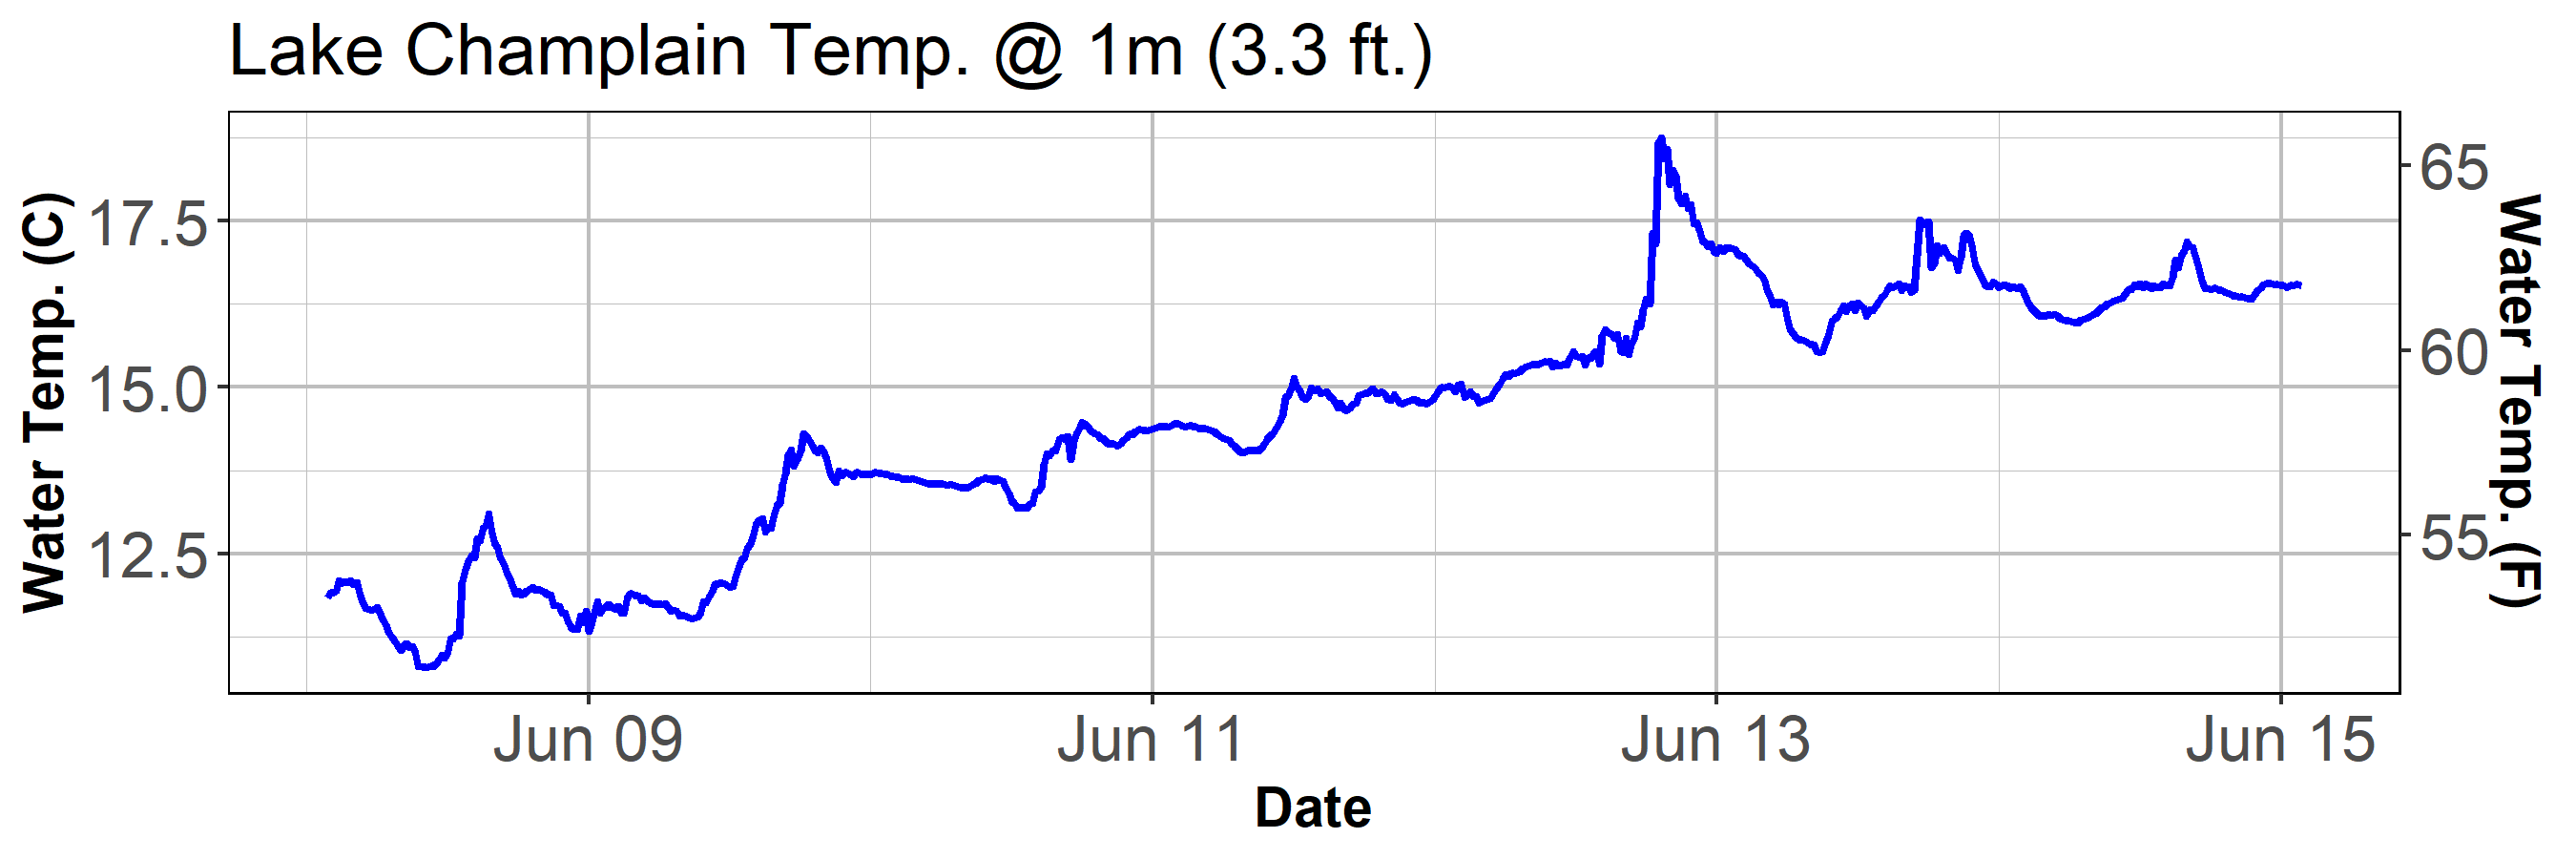 Lake Champlain Temp. @ 1m (3.3 ft.)
Water Temp. (C)
17.5
15.0
12.5
65
60
55
Water Temp. (F)
Jun 09
Jun 11
Jun 13
Jun 15
Date